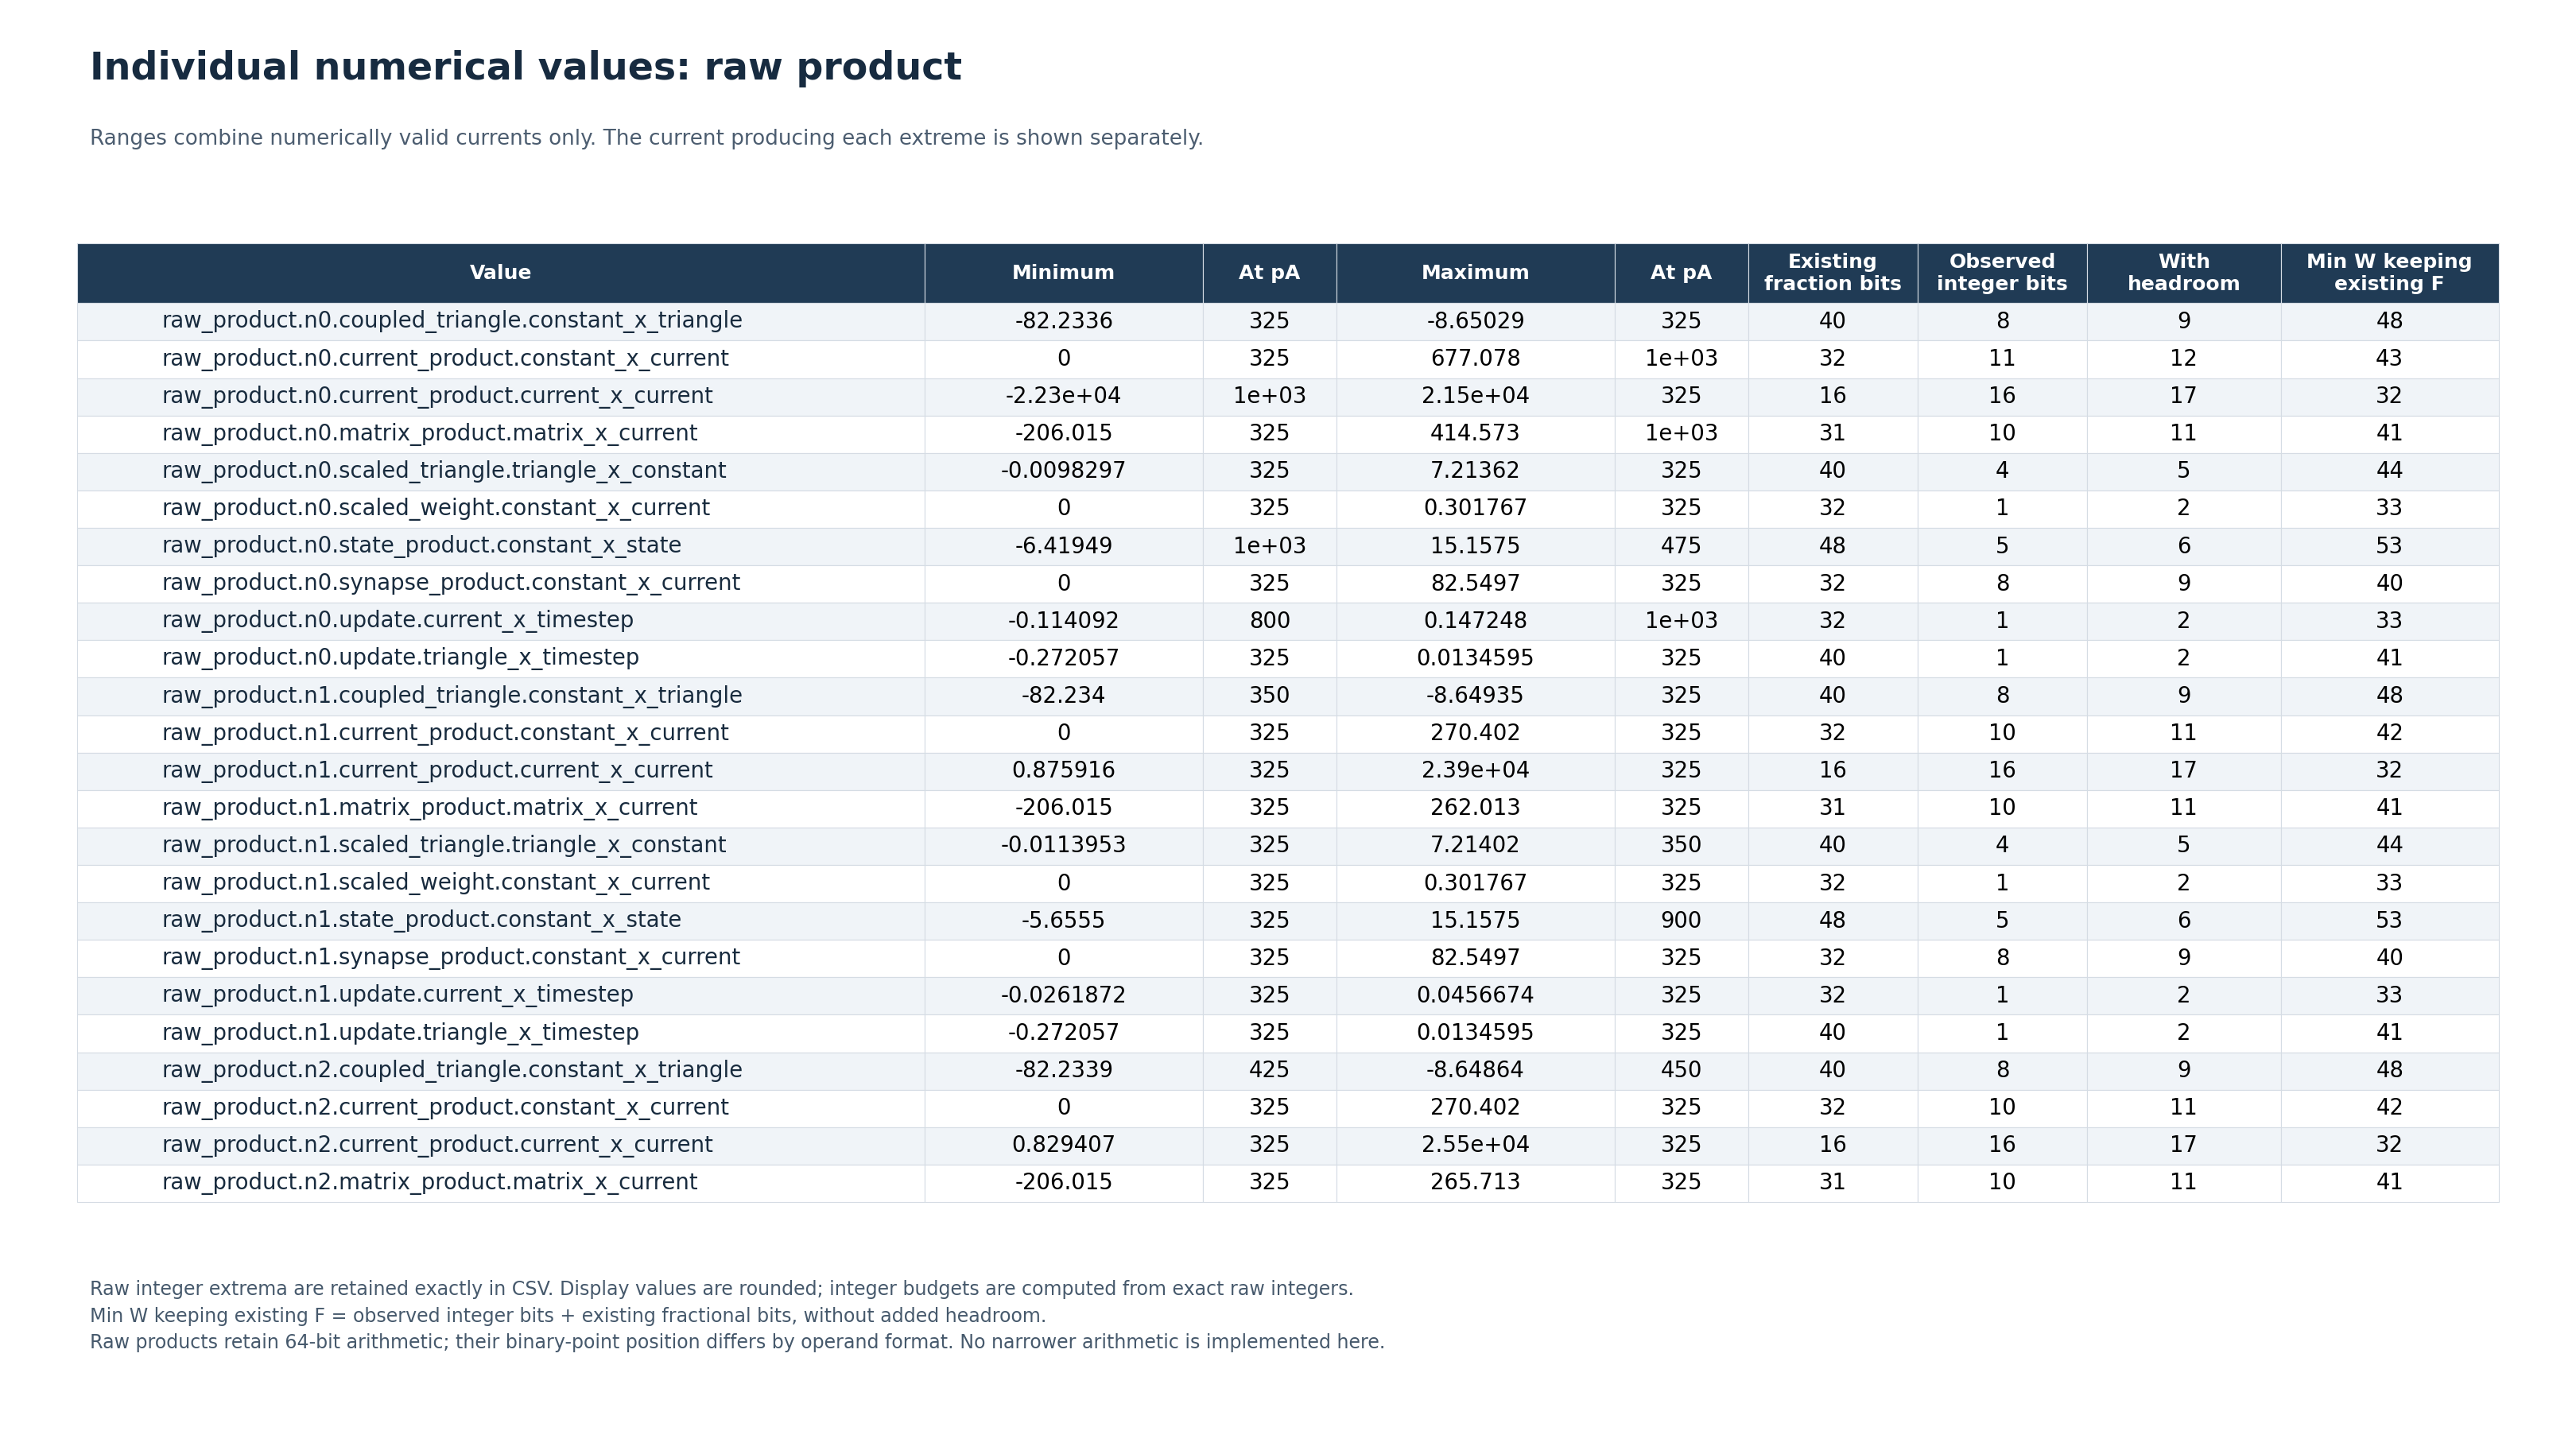 Individual numerical values: raw product
Ranges combine numerically valid currents only. The current producing each extreme is shown separately.
Value Minimum At pA Maximum At pA Existing fraction bits Observed integer bits With headroom Min W keeping existing F
raw_product.n0.coupled_triangle.constant_x_triangle -82.2336 325 -8.65029 325 40 8 9 48
raw_product.n0.current_product.constant_x_current 0 325 677.078 1e+03 32 11 12 43
raw_product.n0.current_product.current_x_current -2.23e+04 1e+03 2.15e+04 325 16 16 17 32
raw_product.n0.matrix_product.matrix_x_current -206.015 325 414.573 1e+03 31 10 11 41
raw_product.n0.scaled_triangle.triangle_x_constant -0.0098297 325 7.21362 325 40 4 5 44
raw_product.n0.scaled_weight.constant_x_current 0 325 0.301767 325 32 1 2 33
raw_product.n0.state_product.constant_x_state -6.41949 1e+03 15.1575 475 48 5 6 53
raw_product.n0.synapse_product.constant_x_current 0 325 82.5497 325 32 8 9 40
raw_product.n0.update.current_x_timestep -0.114092 800 0.147248 1e+03 32 1 2 33
raw_product.n0.update.triangle_x_timestep -0.272057 325 0.0134595 325 40 1 2 41
raw_product.n1.coupled_triangle.constant_x_triangle -82.234 350 -8.64935 325 40 8 9 48
raw_product.n1.current_product.constant_x_current 0 325 270.402 325 32 10 11 42
raw_product.n1.current_product.current_x_current 0.875916 325 2.39e+04 325 16 16 17 32
raw_product.n1.matrix_product.matrix_x_current -206.015 325 262.013 325 31 10 11 41
raw_product.n1.scaled_triangle.triangle_x_constant -0.0113953 325 7.21402 350 40 4 5 44
raw_product.n1.scaled_weight.constant_x_current 0 325 0.301767 325 32 1 2 33
raw_product.n1.state_product.constant_x_state -5.6555 325 15.1575 900 48 5 6 53
raw_product.n1.synapse_product.constant_x_current 0 325 82.5497 325 32 8 9 40
raw_product.n1.update.current_x_timestep -0.0261872 325 0.0456674 325 32 1 2 33
raw_product.n1.update.triangle_x_timestep -0.272057 325 0.0134595 325 40 1 2 41
raw_product.n2.coupled_triangle.constant_x_triangle -82.2339 425 -8.64864 450 40 8 9 48
raw_product.n2.current_product.constant_x_current 0 325 270.402 325 32 10 11 42
raw_product.n2.current_product.current_x_current 0.829407 325 2.55e+04 325 16 16 17 32
raw_product.n2.matrix_product.matrix_x_current -206.015 325 265.713 325 31 10 11 41
Raw integer extrema are retained exactly in CSV. Display values are rounded; integer budgets are computed from exact raw integers.
Min W keeping existing F = observed integer bits + existing fractional bits, without added headroom.
Raw products retain 64-bit arithmetic; their binary-point position differs by operand format. No narrower arithmetic is implemented here.